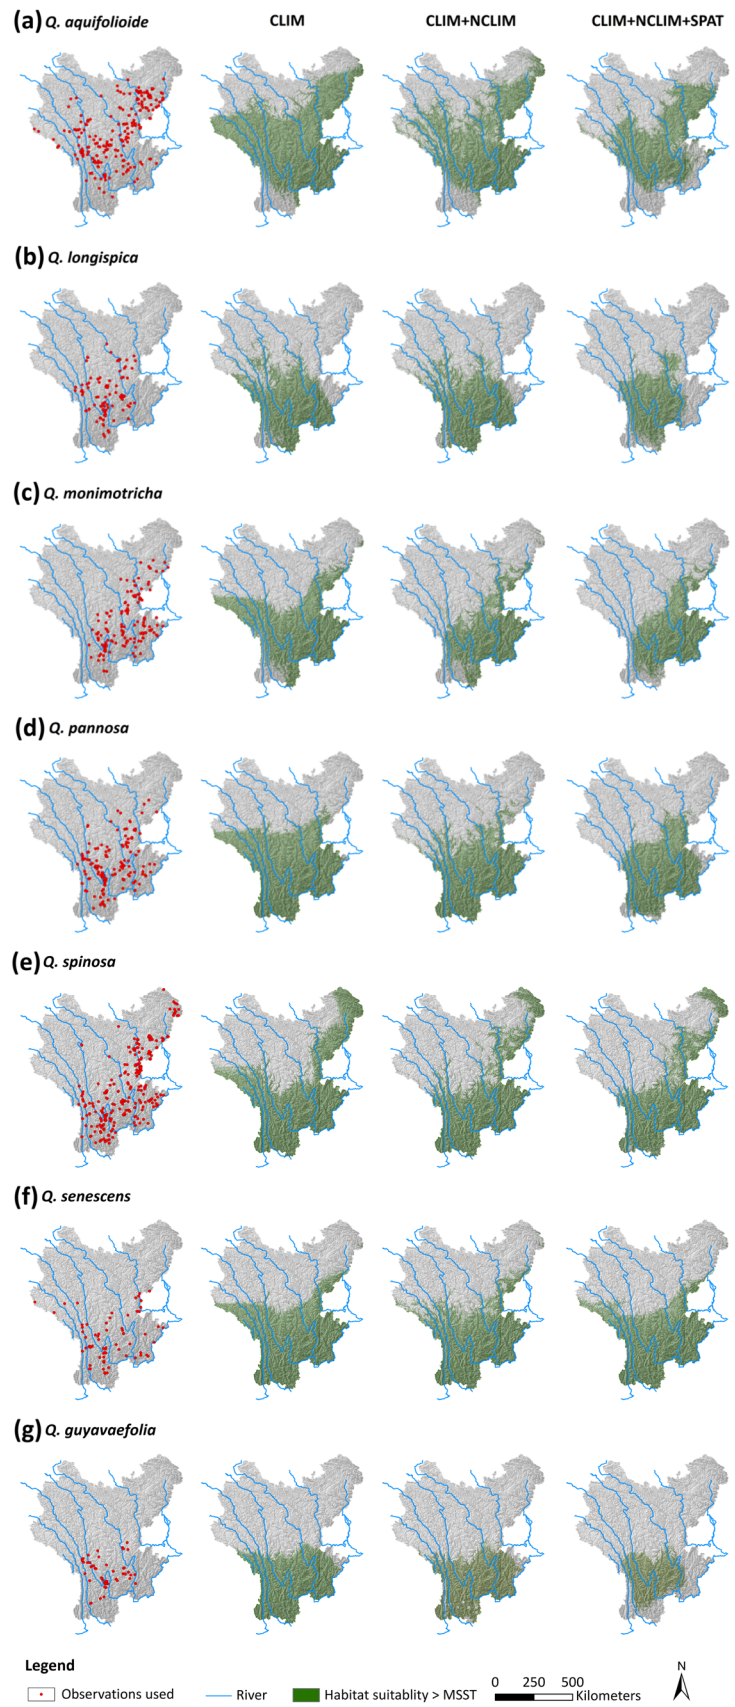 (a) Q. aquifolioide CLIM CLIM+NCLIM CLIM+NCLIM+SPAT
(b) Q. longispica
(c) Q. monimotricha
(d) Q. pannosa
(e) Q. spinosa
(f) Q. senescens
(g) Q. guyavaefolia
Legend
Observations used River Habitat suitablity > MSST
0 250 500
Kilometers
N